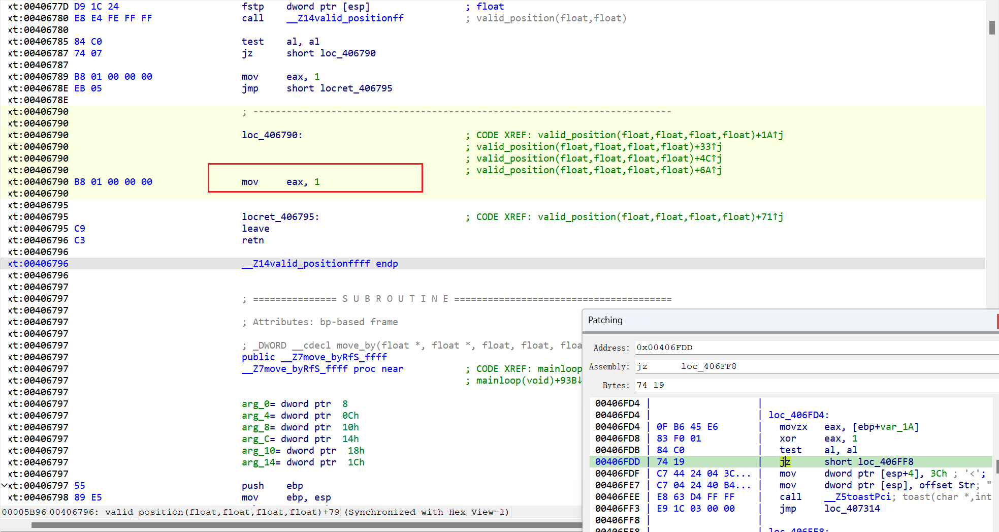 xt:0040677D D9 1C 24 fstp dword ptr [esp] ; float
xt:00406780 E8 E4 FE FF FF call __Z14valid_positionff ; valid_position(float,float)
xt:00406780
xt:00406785 84 C0 test al, al
xt:00406787 74 07 jz short loc_406790
xt:00406787
xt:00406789 B8 01 00 00 00 mov eax, 1
xt:0040678E EB 05 jmp short locret_406795
xt:0040678E
xt:00406790 ; ---------------------------------------------------------------------------
xt:00406790
xt:00406790 loc_406790: ; CODE XREF: valid_position(float,float,float,float)+1A↑j
xt:00406790 ; valid_position(float,float,float,float)+33↑j
xt:00406790 ; valid_position(float,float,float,float)+4C↑j
xt:00406790 ; valid_position(float,float,float,float)+6A↑j
xt:00406790 B8 01 00 00 00 mov eax, 1
xt:00406790
xt:00406795
xt:00406795 locret_406795: ; CODE XREF: valid_position(float,float,float,float)+71↑j
xt:00406795 C9 leave
xt:00406796 C3 retn
xt:00406796
xt:00406796 __Z14valid_positionffff endp
xt:00406796
xt:00406797
xt:00406797 ; =============== S U B R O U T I N E =======================================
xt:00406797
xt:00406797 ; Attributes: bp-based frame
xt:00406797
xt:00406797 ; _DWORD __cdecl move_by(float *, float *, float, float, floa
xt:00406797 public __Z7move_byRfS_ffff
xt:00406797 __Z7move_byRfS_ffff proc near ; CODE XREF: mainloop
xt:00406797 ; mainloop(void)+93B↓
xt:00406797
xt:00406797 arg_0= dword ptr 8
xt:00406797 arg_4= dword ptr 0Ch
xt:00406797 arg_8= dword ptr 10h
xt:00406797 arg_C= dword ptr 14h
xt:00406797 arg_10= dword ptr 18h
xt:00406797 arg_14= dword ptr 1Ch
xt:00406797
xt:00406797 55 push ebp
xt:00406798 89 E5 mov ebp, esp
00005B96 00406796: valid_position(float,float,float,float)+79 (Synchronized with Hex View-1)
Patching
Address: 0x00406FDD
Assembly: jz loc_406FF8
Bytes: 74 19
00406FD4 | |
00406FD4 | | loc_406FD4:
00406FD4 | 0F B6 45 E6 | movzx eax, [ebp+var_1A]
00406FD8 | 83 F0 01 | xor eax, 1
00406FDB | 84 C0 | test al, al
00406FDD | 74 19 | jz short loc_406FF8
00406FDF | C7 44 24 04 3C... | mov dword ptr [esp+4], 3Ch ; '<';
00406FE7 | C7 04 24 40 B4... | mov dword ptr [esp], offset Str; "
00406FEE | E8 63 D4 FF FF | call __Z5toastPci; toast(char *,int
00406FF3 | E9 1C 03 00 00 | jmp loc_407314
00406FF8 | |
00406FF8 | | loc_406FF8: